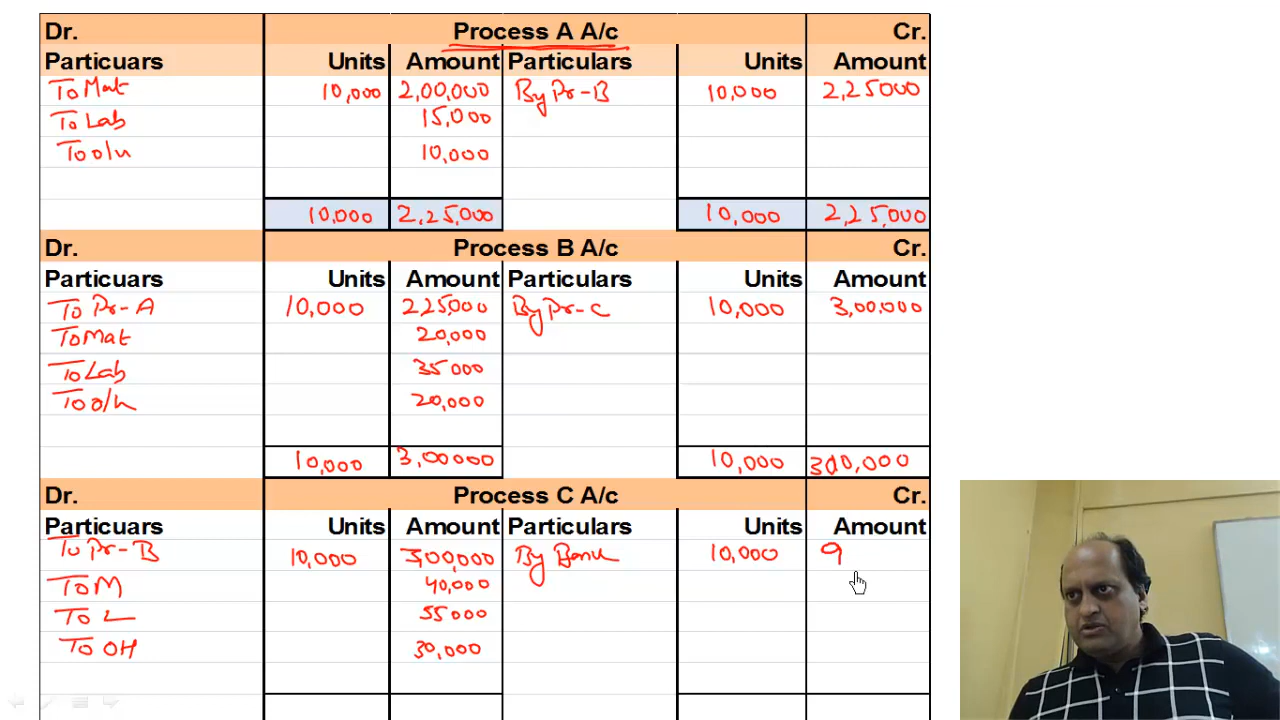 Dr. Process A A/c Cr.
Particuars Units Amount Particulars Units Amount
To Mat 10,000 2,00,000 By Pr-B 10,000 2,25000
To Lab 15,000
To o/h 10,000
10,000 2,25,000 10,000 2,25,000
Dr. Process B A/c Cr.
Particuars Units Amount Particulars Units Amount
To Pr-A 10,000 225,000 By Pr-C 10,000 3,00,000
To Mat 20,000
To Lab 35000
To o/h 20,000
10,000 3,00000 10,000 300,000
Dr. Process C A/c Cr.
Particuars Units Amount Particulars Units Amount
To Pr-B 10,000 3,00,000 By Bank 10,000 9
To M 40,000
To L 55000
To OH 30,000